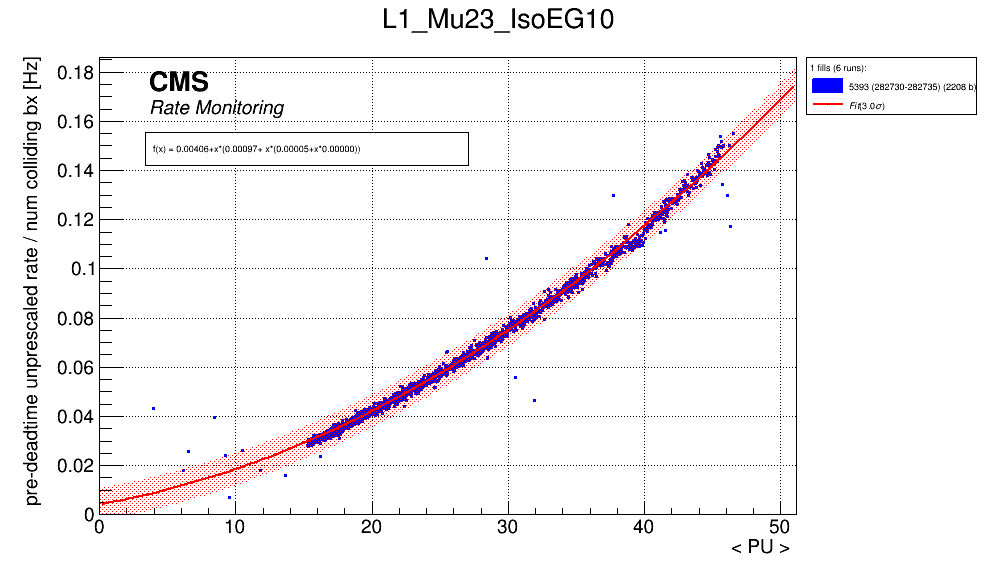 L1_Mu23_IsoEG10
pre-deadtime unprescaled rate / num colliding bx [Hz]
0.18
0.16
0.14
0.12
0.1
0.08
0.06
0.04
0.02
0
CMS
Rate Monitoring
f(x) = 0.00406+x*(0.00097+ x*(0.00005+x*0.00000))
0 10 20 30 40 50
< PU >
1 fills (6 runs):
5393 (282730-282735) (2208 b)
Fit(3.0σ)